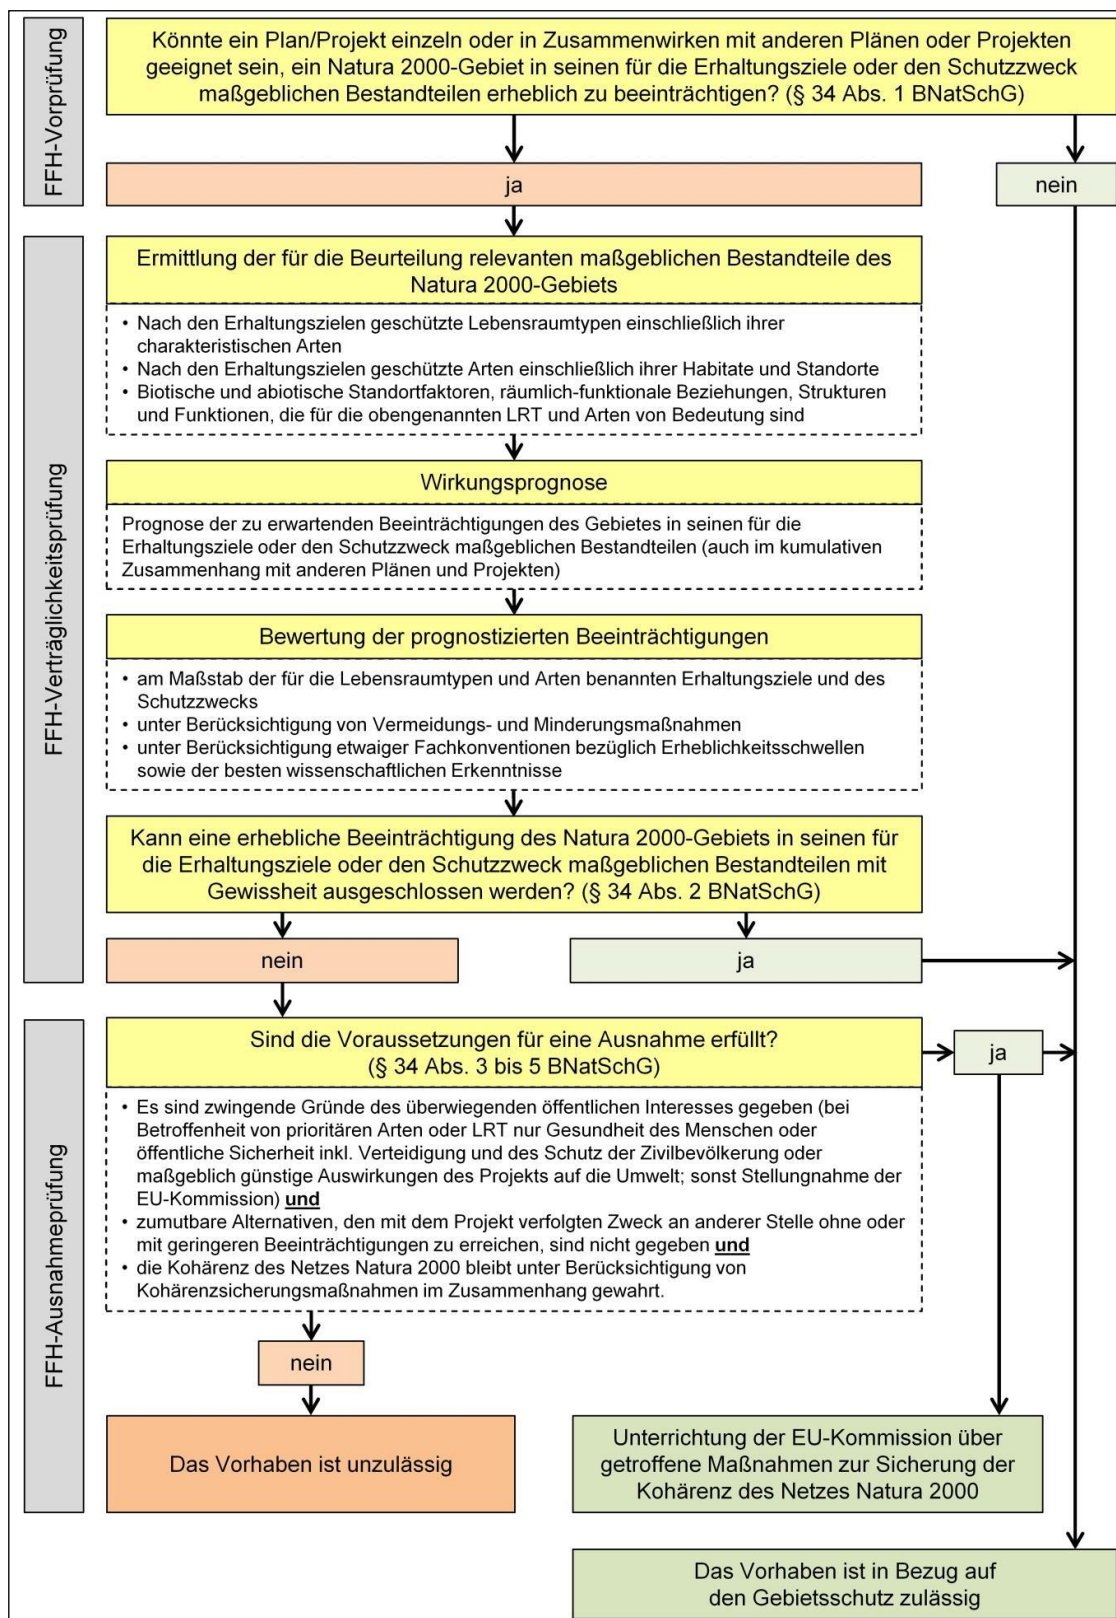 FFH-Vorprüfung
Könnte ein Plan/Projekt einzeln oder in Zusammenwirken mit anderen Plänen oder Projekten
geeignet sein, ein Natura 2000-Gebiet in seinen für die Erhaltungsziele oder den Schutzzweck
maßgeblichen Bestandteilen erheblich zu beeinträchtigen? (§ 34 Abs. 1 BNatSchG)
ja
nein
FFH-Verträglichkeitsprüfung
Ermittlung der für die Beurteilung relevanten maßgeblichen Bestandteile des
Natura 2000-Gebiets
• Nach den Erhaltungszielen geschützte Lebensraumtypen einschließlich ihrer
charakteristischen Arten
• Nach den Erhaltungszielen geschützte Arten einschließlich ihrer Habitate und Standorte
• Biotische und abiotische Standortfaktoren, räumlich-funktionale Beziehungen, Strukturen
und Funktionen, die für die obengenannten LRT und Arten von Bedeutung sind
Wirkungsprognose
Prognose der zu erwartenden Beeinträchtigungen des Gebietes in seinen für die
Erhaltungsziele oder den Schutzzweck maßgeblichen Bestandteilen (auch im kumulativen
Zusammenhang mit anderen Plänen und Projekten)
Bewertung der prognostizierten Beeinträchtigungen
• am Maßstab der für die Lebensraumtypen und Arten benannten Erhaltungsziele und des
Schutzzwecks
• unter Berücksichtigung von Vermeidungs- und Minderungsmaßnahmen
• unter Berücksichtigung etwaiger Fachkonventionen bezüglich Erheblichkeitsschwellen
sowie der besten wissenschaftlichen Erkenntnisse
Kann eine erhebliche Beeinträchtigung des Natura 2000-Gebiets in seinen für
die Erhaltungsziele oder den Schutzzweck maßgeblichen Bestandteilen mit
Gewissheit ausgeschlossen werden? (§ 34 Abs. 2 BNatSchG)
nein
ja
FFH-Ausnahmeprüfung
Sind die Voraussetzungen für eine Ausnahme erfüllt?
(§ 34 Abs. 3 bis 5 BNatSchG)
ja
• Es sind zwingende Gründe des überwiegenden öffentlichen Interesses gegeben (bei
Betroffenheit von prioritären Arten oder LRT nur Gesundheit des Menschen oder
öffentliche Sicherheit inkl. Verteidigung und des Schutz der Zivilbevölkerung oder
maßgeblich günstige Auswirkungen des Projekts auf die Umwelt; sonst Stellungnahme der
EU-Kommission) und
• zumutbare Alternativen, den mit dem Projekt verfolgten Zweck an anderer Stelle ohne oder
mit geringeren Beeinträchtigungen zu erreichen, sind nicht gegeben und
• die Kohärenz des Netzes Natura 2000 bleibt unter Berücksichtigung von
Kohärenzsicherungsmaßnahmen im Zusammenhang gewahrt.
nein
Das Vorhaben ist unzulässig
Unterrichtung der EU-Kommission über
getroffene Maßnahmen zur Sicherung der
Kohärenz des Netzes Natura 2000
Das Vorhaben ist in Bezug auf
den Gebietsschutz zulässig